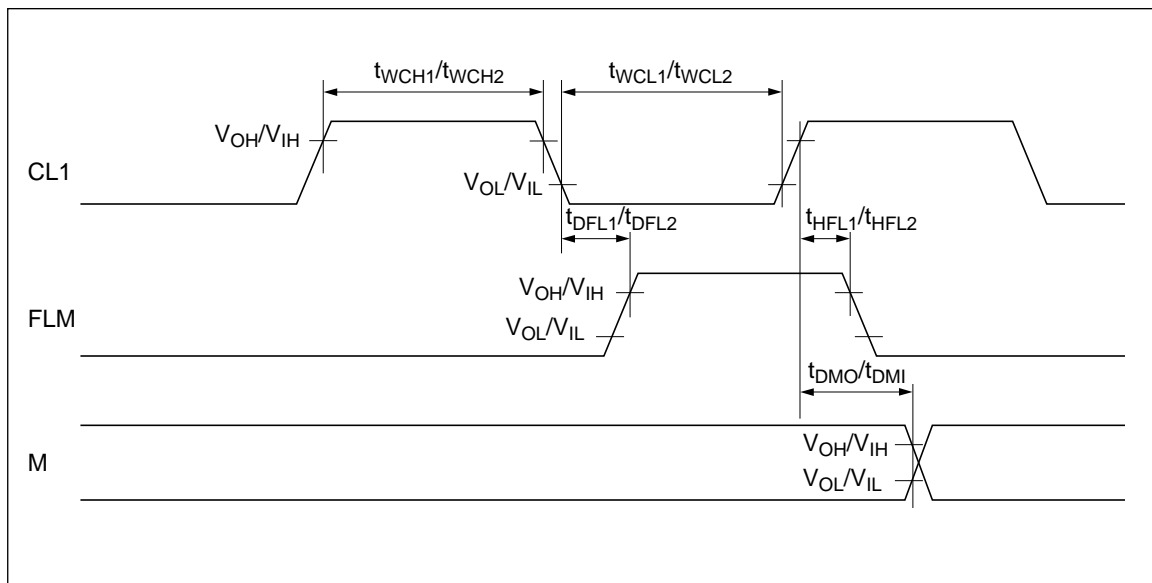 tWCH1/tWCH2
tWCL1/tWCL2
VOH/VIH
CL1
VOL/VIL
tDFL1/tDFL2
tHFL1/tHFL2
VOH/VIH
FLM
VOL/VIL
tDMO/tDMI
VOH/VIH
M
VOL/VIL